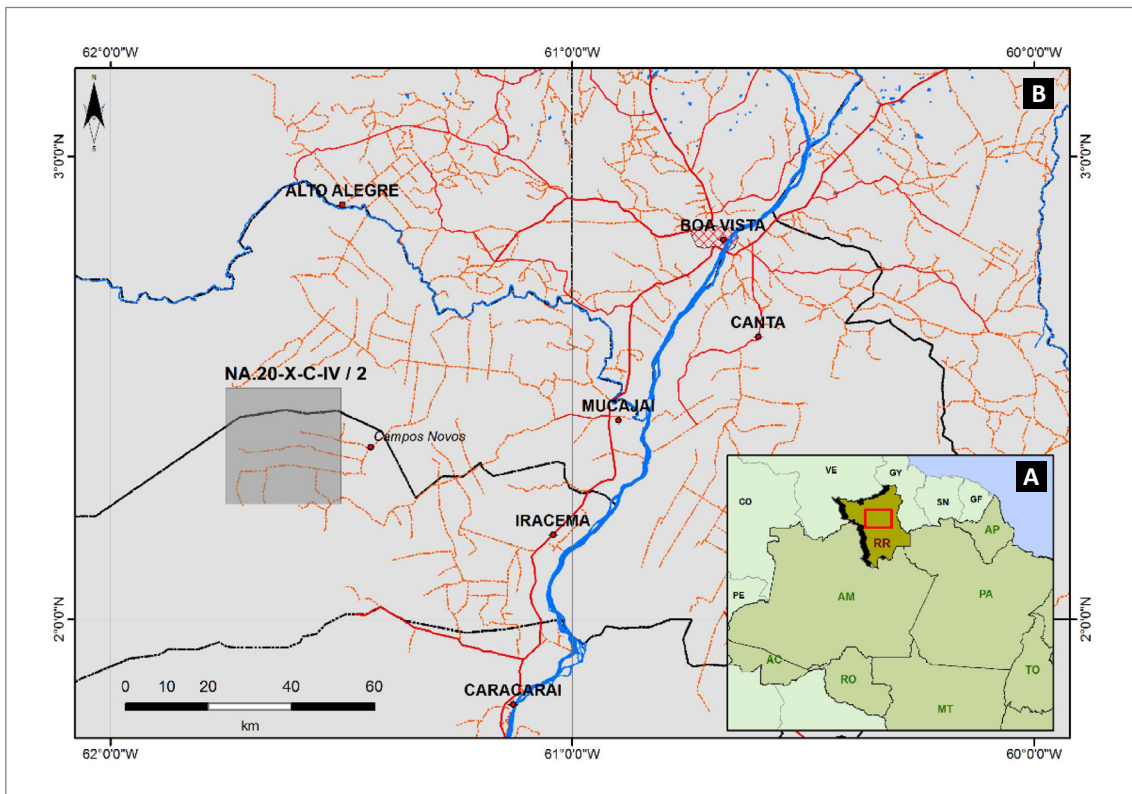 62°0'0"W
61°0'0"W
60°0'0"W
N
B
3°0'0"N
3°0'0"N
S
ALTO ALEGRE
BOA VISTA
CANTA
NA.20-X-C-IV / 2
MUCAJAI
Campos Novos
IRACEMA
A
VE
GY
CO
SN
GF
AP
RR
PE
AM
PA
AC
RO
TO
MT
2°0'0"N
2°0'0"N
CARACARAI
0 10 20 40 60
km
62°0'0"W
61°0'0"W
60°0'0"W